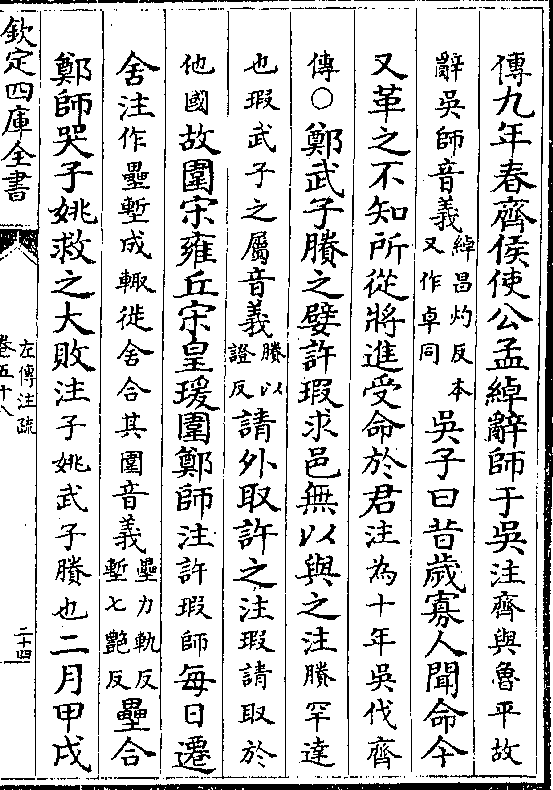 傳九年春齊侯使公孟綽辭師于吳注齊與魯平故
辭吳師音義綽昌灼反本又作卓同吳子曰昔歲寡人聞命今
又革之不知所從將進受命於君注為十年吳伐齊
傳○鄭武子賸之嬖許瑕求邑無以與之注賸罕達
也瑕武子之屬音義賸以證反請外取許之注瑕請取於
他國故圍宋雍丘宋皇瑗圍鄭師注許瑕師每日遷
舍注作壘塹成輒徙舍合其圍音義壘力軌反塹七艷反壘合
鄭師哭子姚救之大敗注子姚武子賸也二月甲戌
欽定四庫全書
左傳注疏
卷五十八
二十四